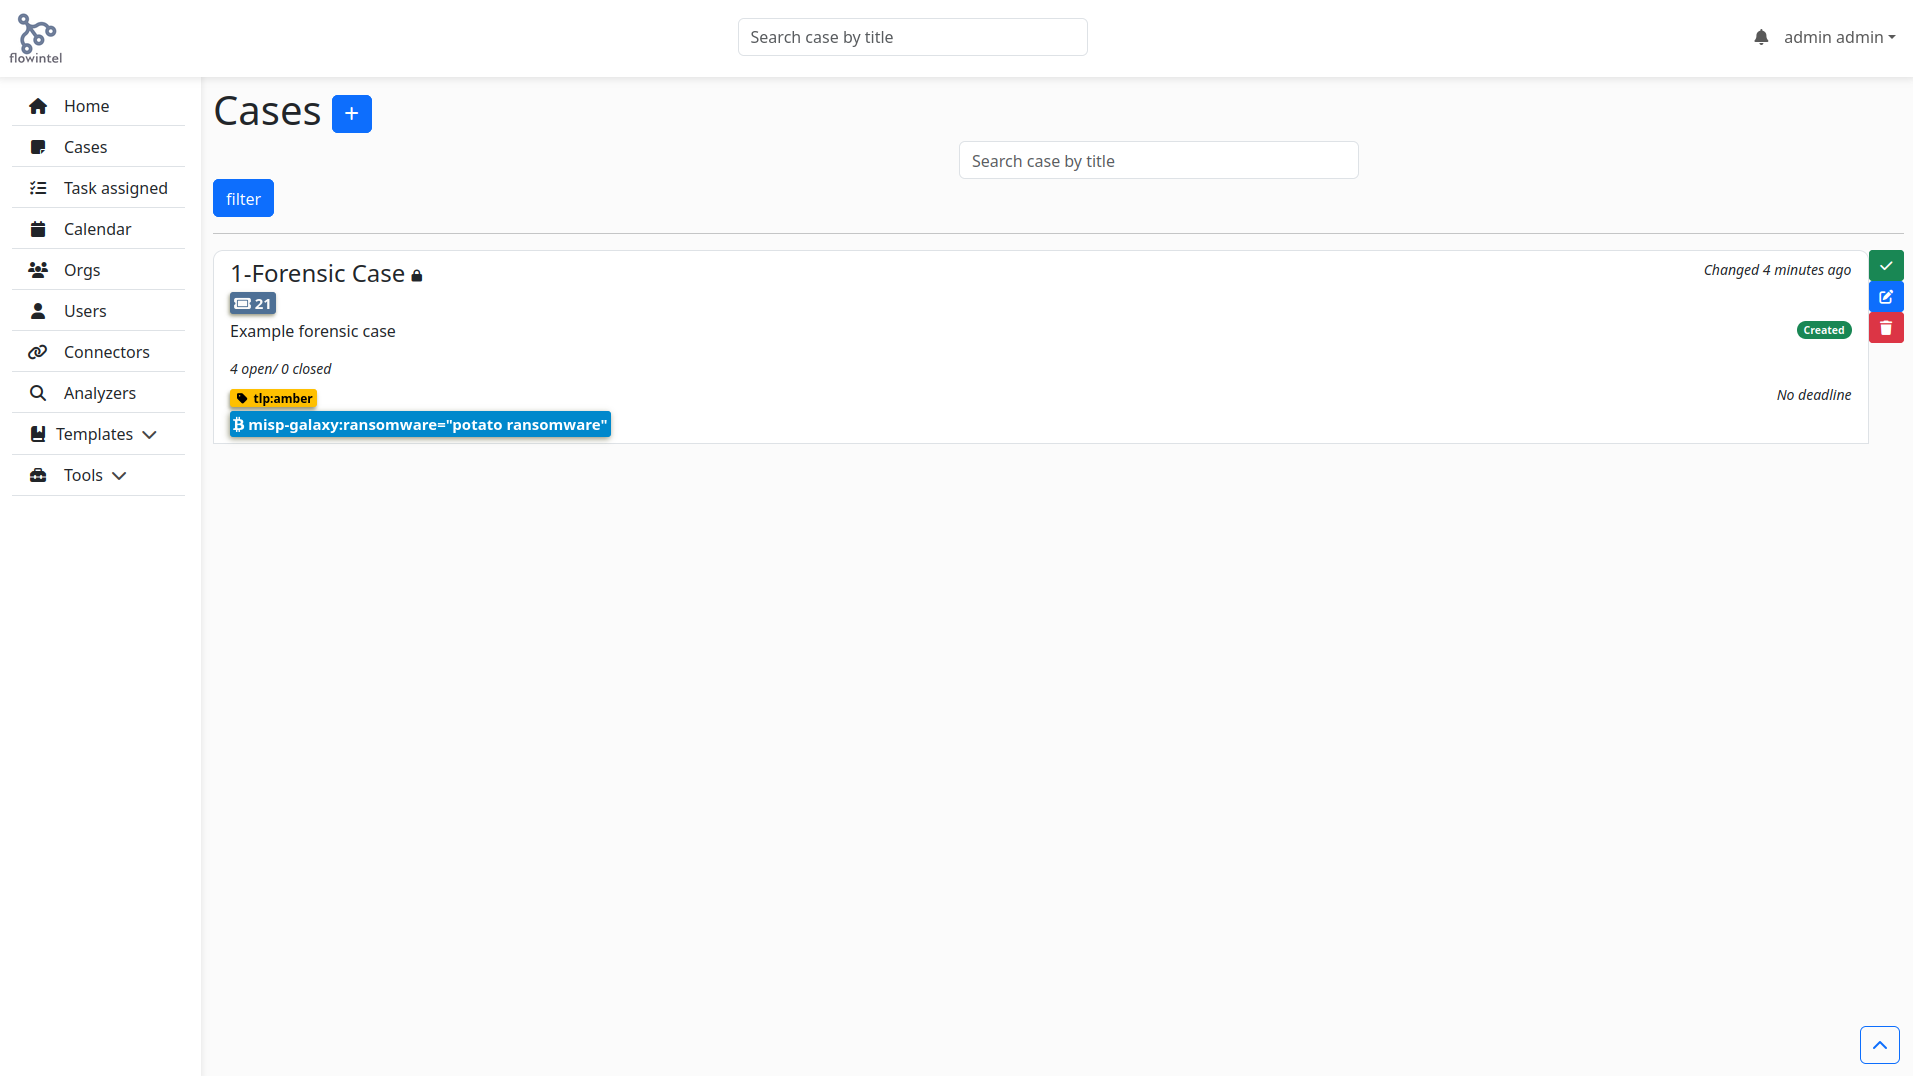 flowintel
Search case by title
admin admin
Home
Cases
Task assigned
Calendar
Orgs
Users
Connectors
Analyzers
Templates
Tools
Cases +
Search case by title
filter
1-Forensic Case
Changed 4 minutes ago
21
Example forensic case
Created
4 open/ 0 closed
tlp:amber
No deadline
misp-galaxy:ransomware="potato ransomware"